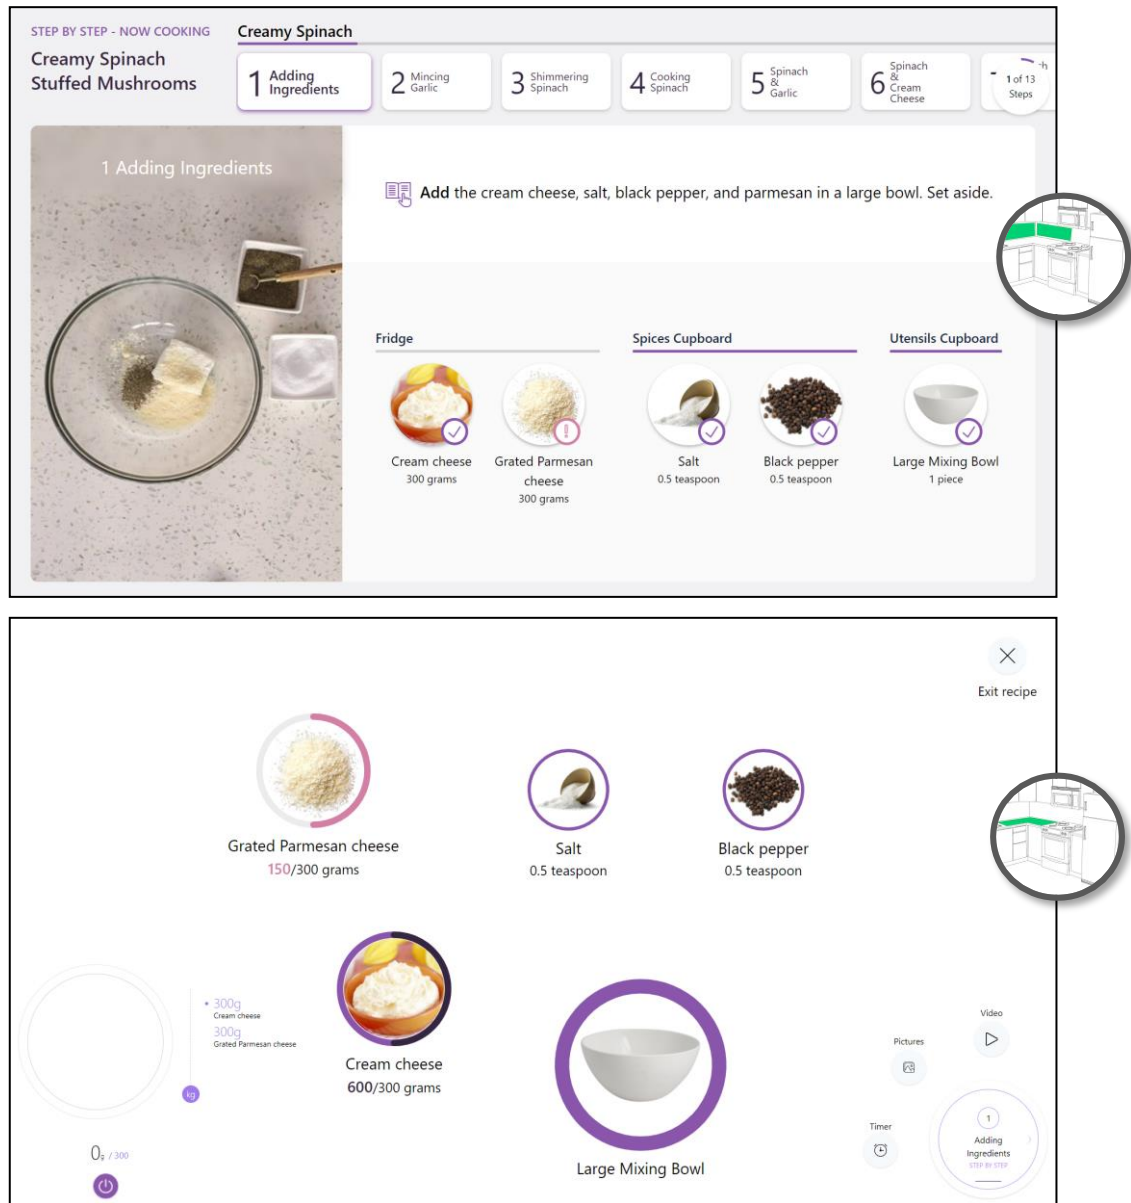 STEP BY STEP - NOW COOKING
Creamy Spinach
Stuffed Mushrooms
Creamy Spinach
1 Adding
Ingredients
2 Mincing
Garlic
3 Shimmering
Spinach
4 Cooking
Spinach
5 Spinach
&
Garlic
6 Spinach
&
Cream
Cheese
1 of 13
Steps
1 Adding Ingredients
Add the cream cheese, salt, black pepper, and parmesan in a large bowl. Set aside.
Fridge
Spices Cupboard
Utensils Cupboard
Cream cheese
300 grams
Grated Parmesan
cheese
300 grams
Salt
0.5 teaspoon
Black pepper
0.5 teaspoon
Large Mixing Bowl
1 piece
Exit recipe
Grated Parmesan cheese
150/300 grams
Salt
0.5 teaspoon
Black pepper
0.5 teaspoon
300g
Cream cheese
300g
Grated Parmesan cheese
kg
0g / 300
Cream cheese
600/300 grams
Large Mixing Bowl
Video
Pictures
Timer
1
Adding
Ingredients
STEP BY STEP